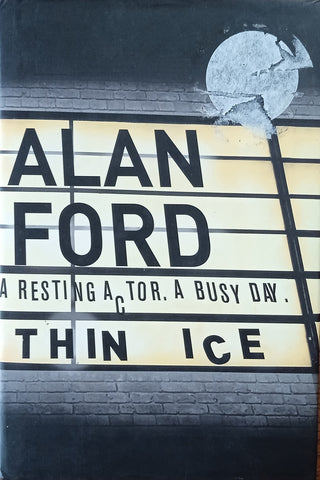 ALAN
FORD
A RESTING ACTOR. A BUSY DAY.
THIN ICE